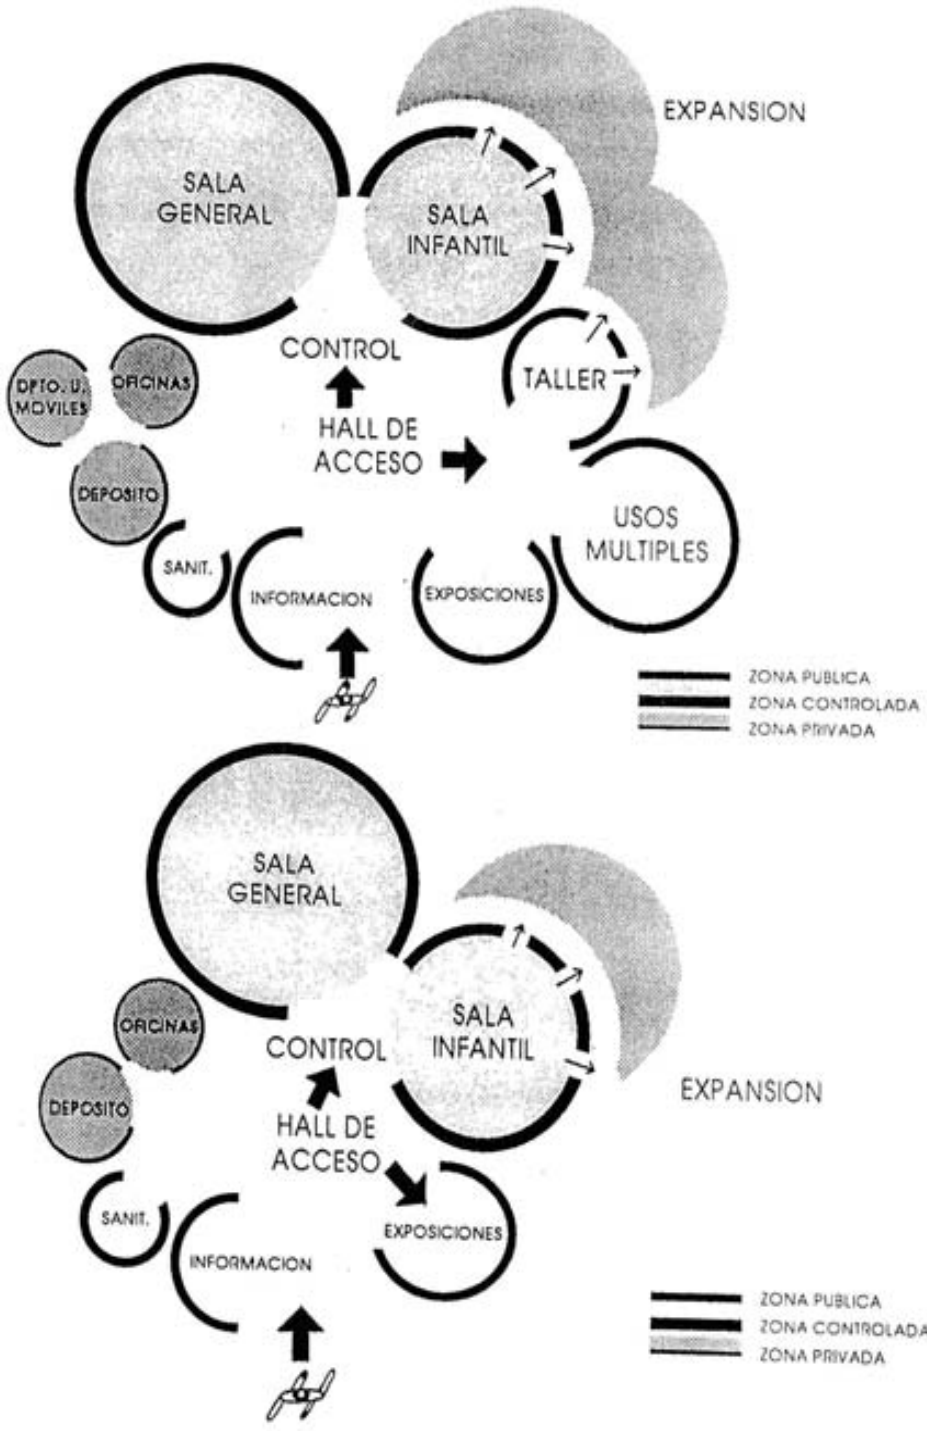 EXPANSION
SALA
GENERAL
SALA
INFANTIL
CONTROL
DPTO. U.
MOVILES
OFICINAS
TALLER
HALL DE
ACCESO
DEPOSITO
USOS
MULTIPLES
SANIT.
INFORMACION
EXPOSICIONES
ZONA PUBLICA
ZONA CONTROLADA
ZONA PRIVADA
SALA
GENERAL
OFICINAS
SALA
INFANTIL
CONTROL
EXPANSION
DEPOSITO
HALL DE
ACCESO
SANIT.
EXPOSICIONES
INFORMACION
ZONA PUBLICA
ZONA CONTROLADA
ZONA PRIVADA